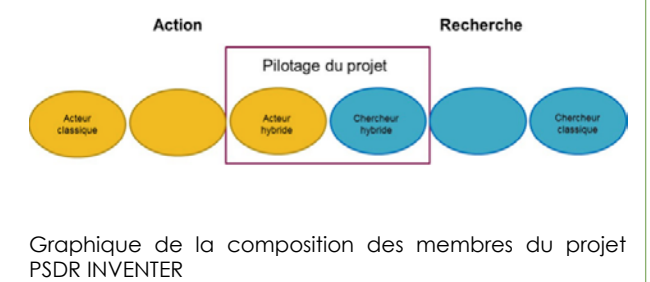 Action Recherche
Pilotage du projet
Acteur
classique
Acteur
hybride
Chercheur
hybride
Chercheur
classique
Graphique de la composition des membres du projet
PSDR INVENTER